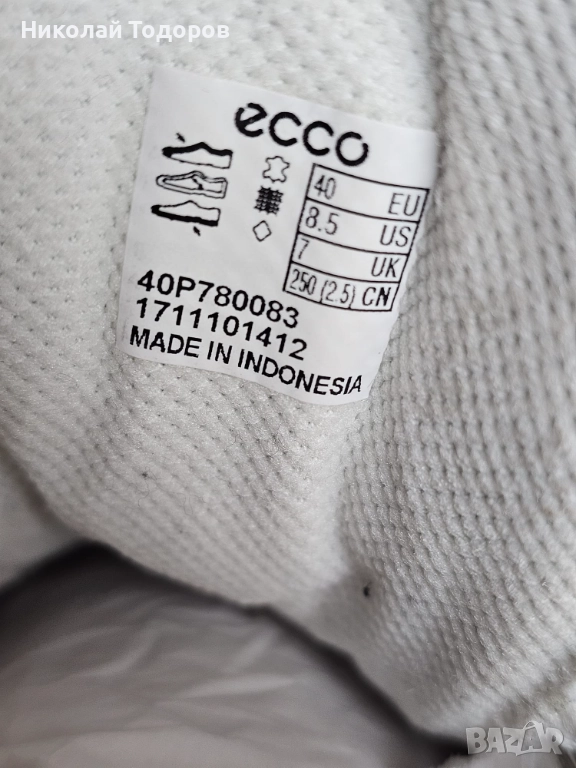 Николай Тодоров
ecco
40 EU
8.5 US
7 UK
250 (2.5) CN
40P780083
1711101412
MADE IN INDONESIA
BAZAR